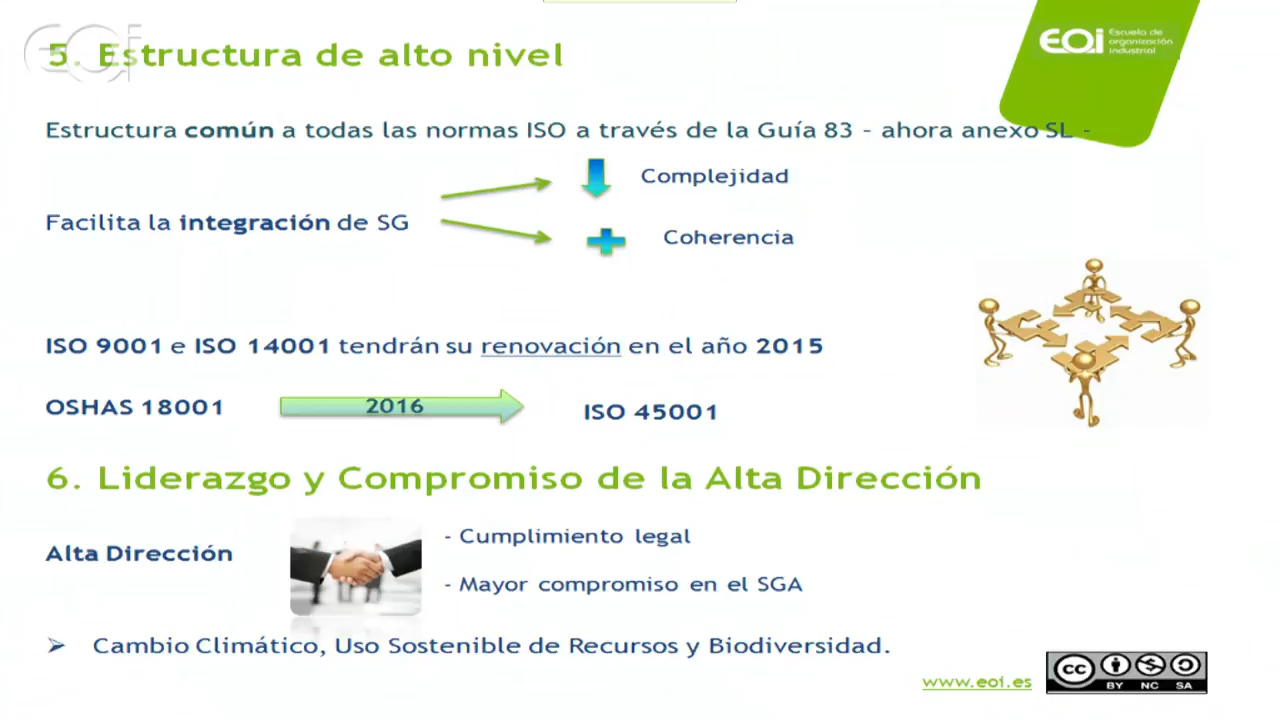 5. Estructura de alto nivel
EOI Escuela de
organización
industrial
EOI
Estructura común a todas las normas ISO a través de la Guía 83 - ahora anexo SL -
Complejidad
Facilita la integración de SG
Coherencia
ISO 9001 e ISO 14001 tendrán su renovación en el año 2015
OSHAS 18001
2016
ISO 45001
6. Liderazgo y Compromiso de la Alta Dirección
- Cumplimiento legal
Alta Dirección
- Mayor compromiso en el SGA
Cambio Climático, Uso Sostenible de Recursos y Biodiversidad.
www.eoi.es
cc
BY NC SA